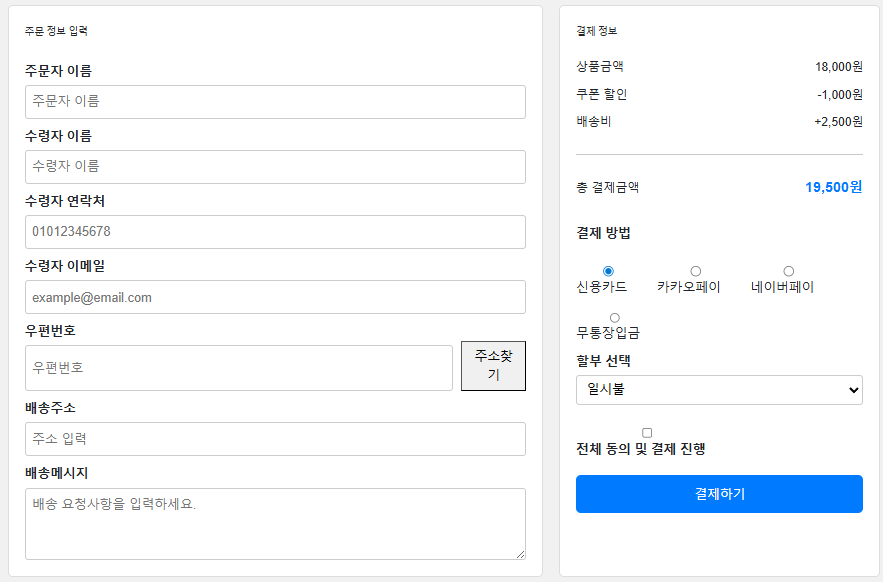 주문 정보 입력
주문자 이름
주문자 이름
수령자 이름
수령자 이름
수령자 연락처
01012345678
수령자 이메일
example@email.com
우편번호
우편번호
주소찾
기
배송주소
주소 입력
배송메시지
배송 요청사항을 입력하세요.
결제 정보
상품금액 18,000원
쿠폰 할인 -1,000원
배송비 +2,500원
총 결제금액 19,500원
결제 방법
신용카드 카카오페이 네이버페이
무통장입금
할부 선택
일시불
전체 동의 및 결제 진행
결제하기